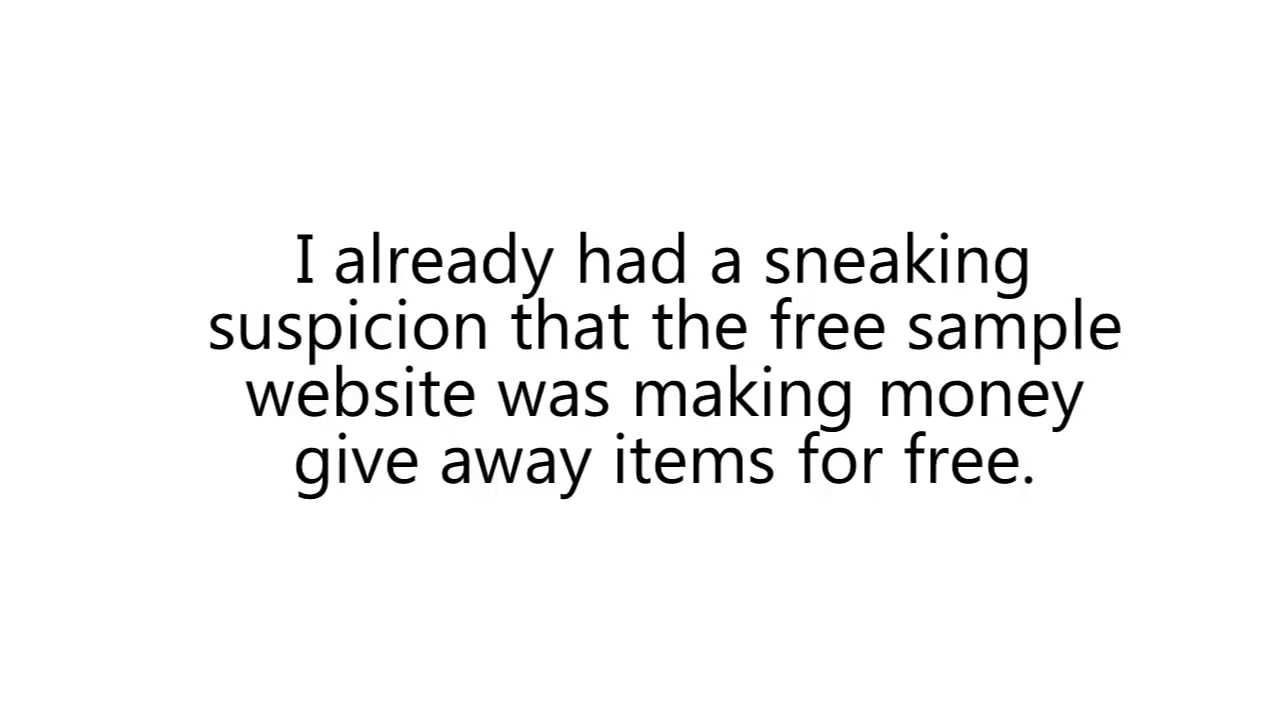 I already had a sneaking
suspicion that the free sample
website was making money
give away items for free.